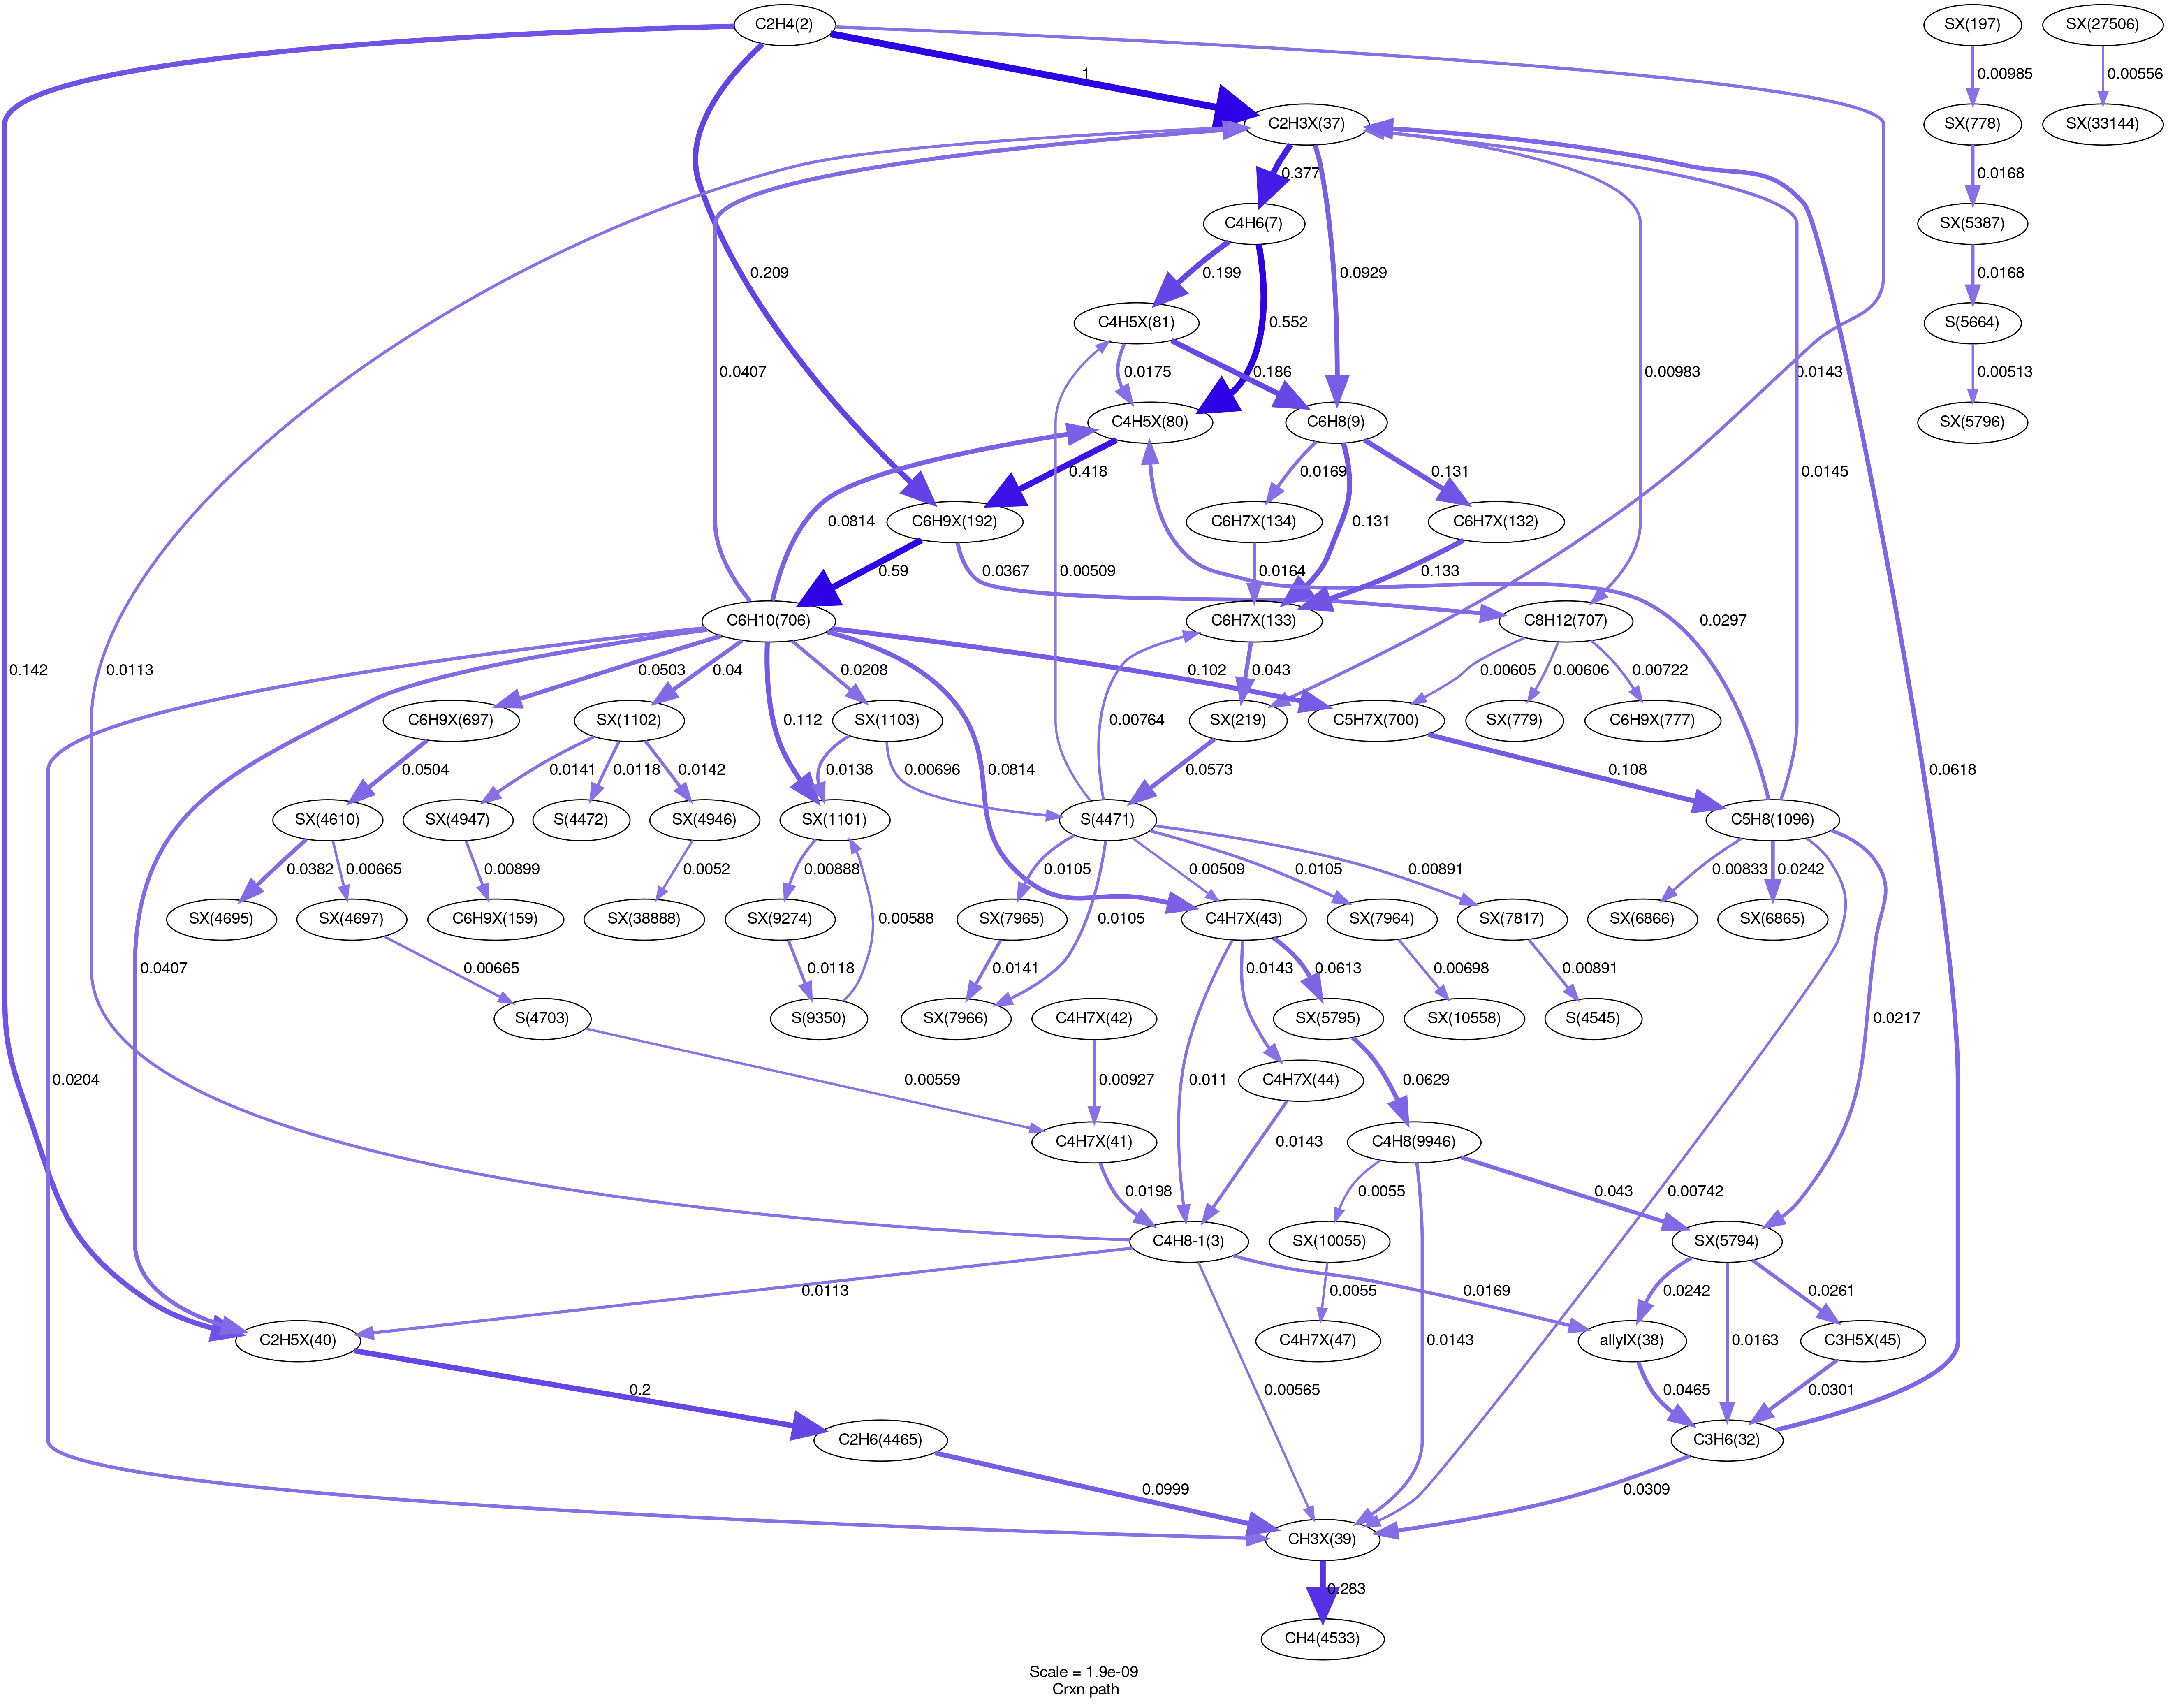 C2H4(2)
SX(197)
SX(27506)
1
0.00985
0.00556
C2H3X(37)
SX(778)
SX(33144)
0.377
0.0168
C4H6(7)
SX(5387)
0.209
0.199
0.0929
0.0143
0.0168
C4H5X(81)
0.552
S(5664)
0.0407
0.0175
0.186
0.00983
0.00513
C4H5X(80)
C6H8(9)
SX(5796)
0.418
0.0169
0.131
0.0145
C6H9X(192)
C6H7X(134)
0.131
C6H7X(132)
0.0814
0.59
0.0367
0.00509
0.0164
0.133
C6H10(706)
C6H7X(133)
C8H12(707)
0.0297
0.142
0.0113
0.0503
0.04
0.0208
0.102
0.043
0.00605
0.00606
0.00722
0.0618
C6H9X(697)
SX(1102)
0.112
SX(1103)
0.00764
SX(219)
C5H7X(700)
SX(779)
C6H9X(777)
0.0504
0.0141
0.0118
0.0142
0.0138
0.00696
0.0814
0.0573
0.108
SX(4610)
SX(4947)
S(4472)
SX(4946)
SX(1101)
S(4471)
C5H8(1096)
0.0382
0.00665
0.00899
0.0052
0.00888
0.0105
0.00509
0.0105
0.00891
0.00833
0.0242
SX(4695)
SX(4697)
C6H9X(159)
SX(38888)
SX(9274)
0.00588
SX(7965)
0.0105
C4H7X(43)
SX(7964)
SX(7817)
SX(6866)
SX(6865)
0.0407
0.00665
0.0118
0.0141
0.0143
0.0613
0.00698
0.00891
S(4703)
S(9350)
SX(7966)
C4H7X(42)
SX(5795)
SX(10558)
S(4545)
0.0217
0.0204
0.00559
0.00927
0.011
C4H7X(44)
0.0629
C4H7X(41)
0.0143
C4H8(9946)
0.0198
0.0055
0.043
0.00742
C4H8-1(3)
SX(10055)
SX(5794)
0.0113
0.0169
0.0055
0.0242
0.0261
C2H5X(40)
C4H7X(47)
0.0143
allylX(38)
0.0163
C3H5X(45)
0.2
0.00565
0.0465
0.0301
C2H6(4465)
C3H6(32)
0.0999
0.0309
CH3X(39)
0.283
CH4(4533)
Scale = 1.9e-09
Crxn path